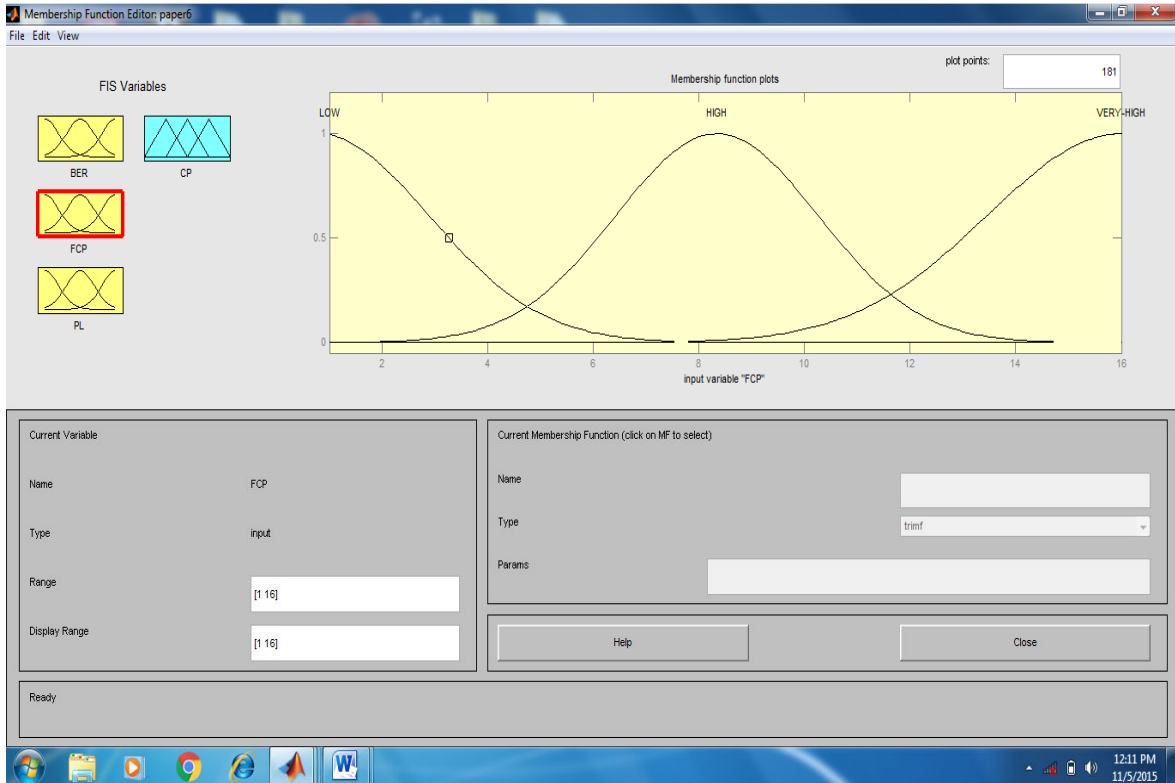 Membership Function Editor: paper6
File Edit View
FIS Variables
plot points:
181
Membership function plots
BER
CP
FCP
PL
LOW
HIGH
VERY-HIGH
1
0.5
0
2 4 6 8 10 12 14 16
input variable "FCP"
Current Variable
Name FCP
Type input
Range [1 16]
Display Range [1 16]
Current Membership Function (click on MF to select)
Name
Type trimf
Params
Help
Close
Ready
12:11 PM
11/5/2015